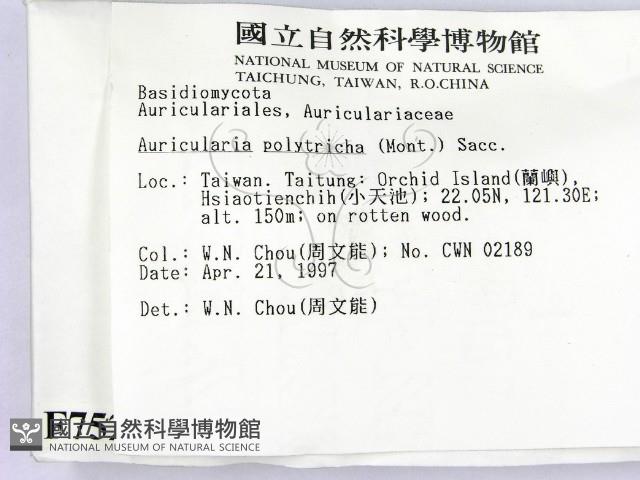 國立自然科學博物館
NATIONAL MUSEUM OF NATURAL SCIENCE
TAICHUNG, TAIWAN, R.O.CHINA
Basidiomycota
Auriculariales, Auriculariaceae
Auricularia polytricha (Mont.) Sacc.
Loc.: Taiwan. Taitung: Orchid Island(蘭嶼),
Hsiaotienchih(小天池); 22.05N, 121.30E;
alt. 150m; on rotten wood.
Col.: W.N. Chou(周文能); No. CWN 02189
Date: Apr. 21, 1997
Det.: W.N. Chou(周文能)
國立自然科學博物館
NATIONAL MUSEUM OF NATURAL SCIENCE